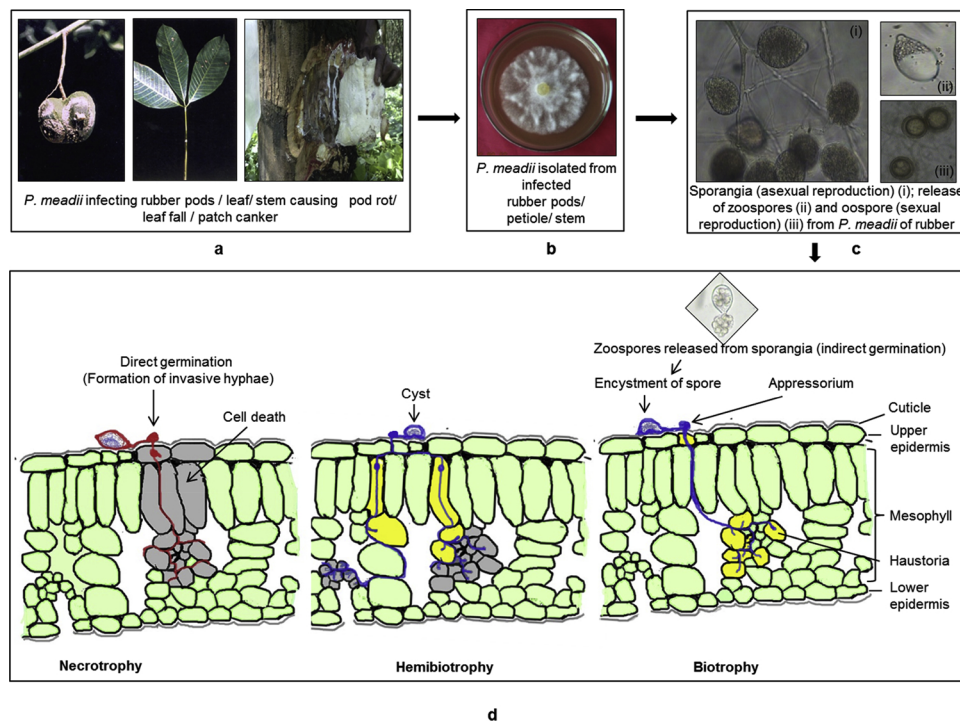 P. meadii infecting rubber pods / leaf/ stem causing pod rot/
leaf fall / patch canker
a
P. meadii isolated from
infected
rubber pods/
petiole/ stem
b
(i)
(ii)
(iii)
Sporangia (asexual reproduction) (i); release
of zoospores (ii) and oospore (sexual
reproduction) (iii) from P. meadii of rubber
c
Direct germination
(Formation of invasive hyphae)
Cell death
Cyst
Zoospores released from sporangia (indirect germination)
Encystment of spore
Appressorium
Cuticle
Upper
epidermis
Mesophyll
Haustoria
Lower
epidermis
Necrotrophy
Hemibiotrophy
Biotrophy
d